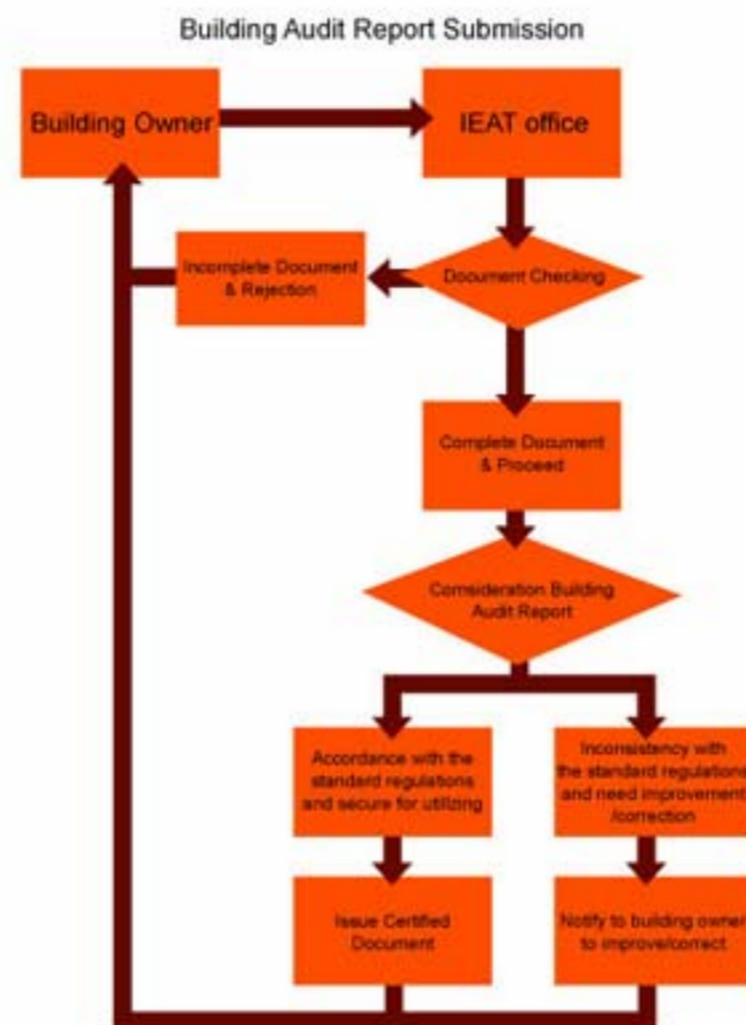 Building Audit Report Submission
Building Owner
IEAT office
Incomplete Document
& Rejection
Document Checking
Complete Document
& Proceed
Comsideration Building
Audit Report
Accordance with the
standard regulations
and secure for utilizing
Inconsistency with
the standard regulations
and need improvement
/correction
Issue Certified
Document
Notify to building owner
to improve/correct